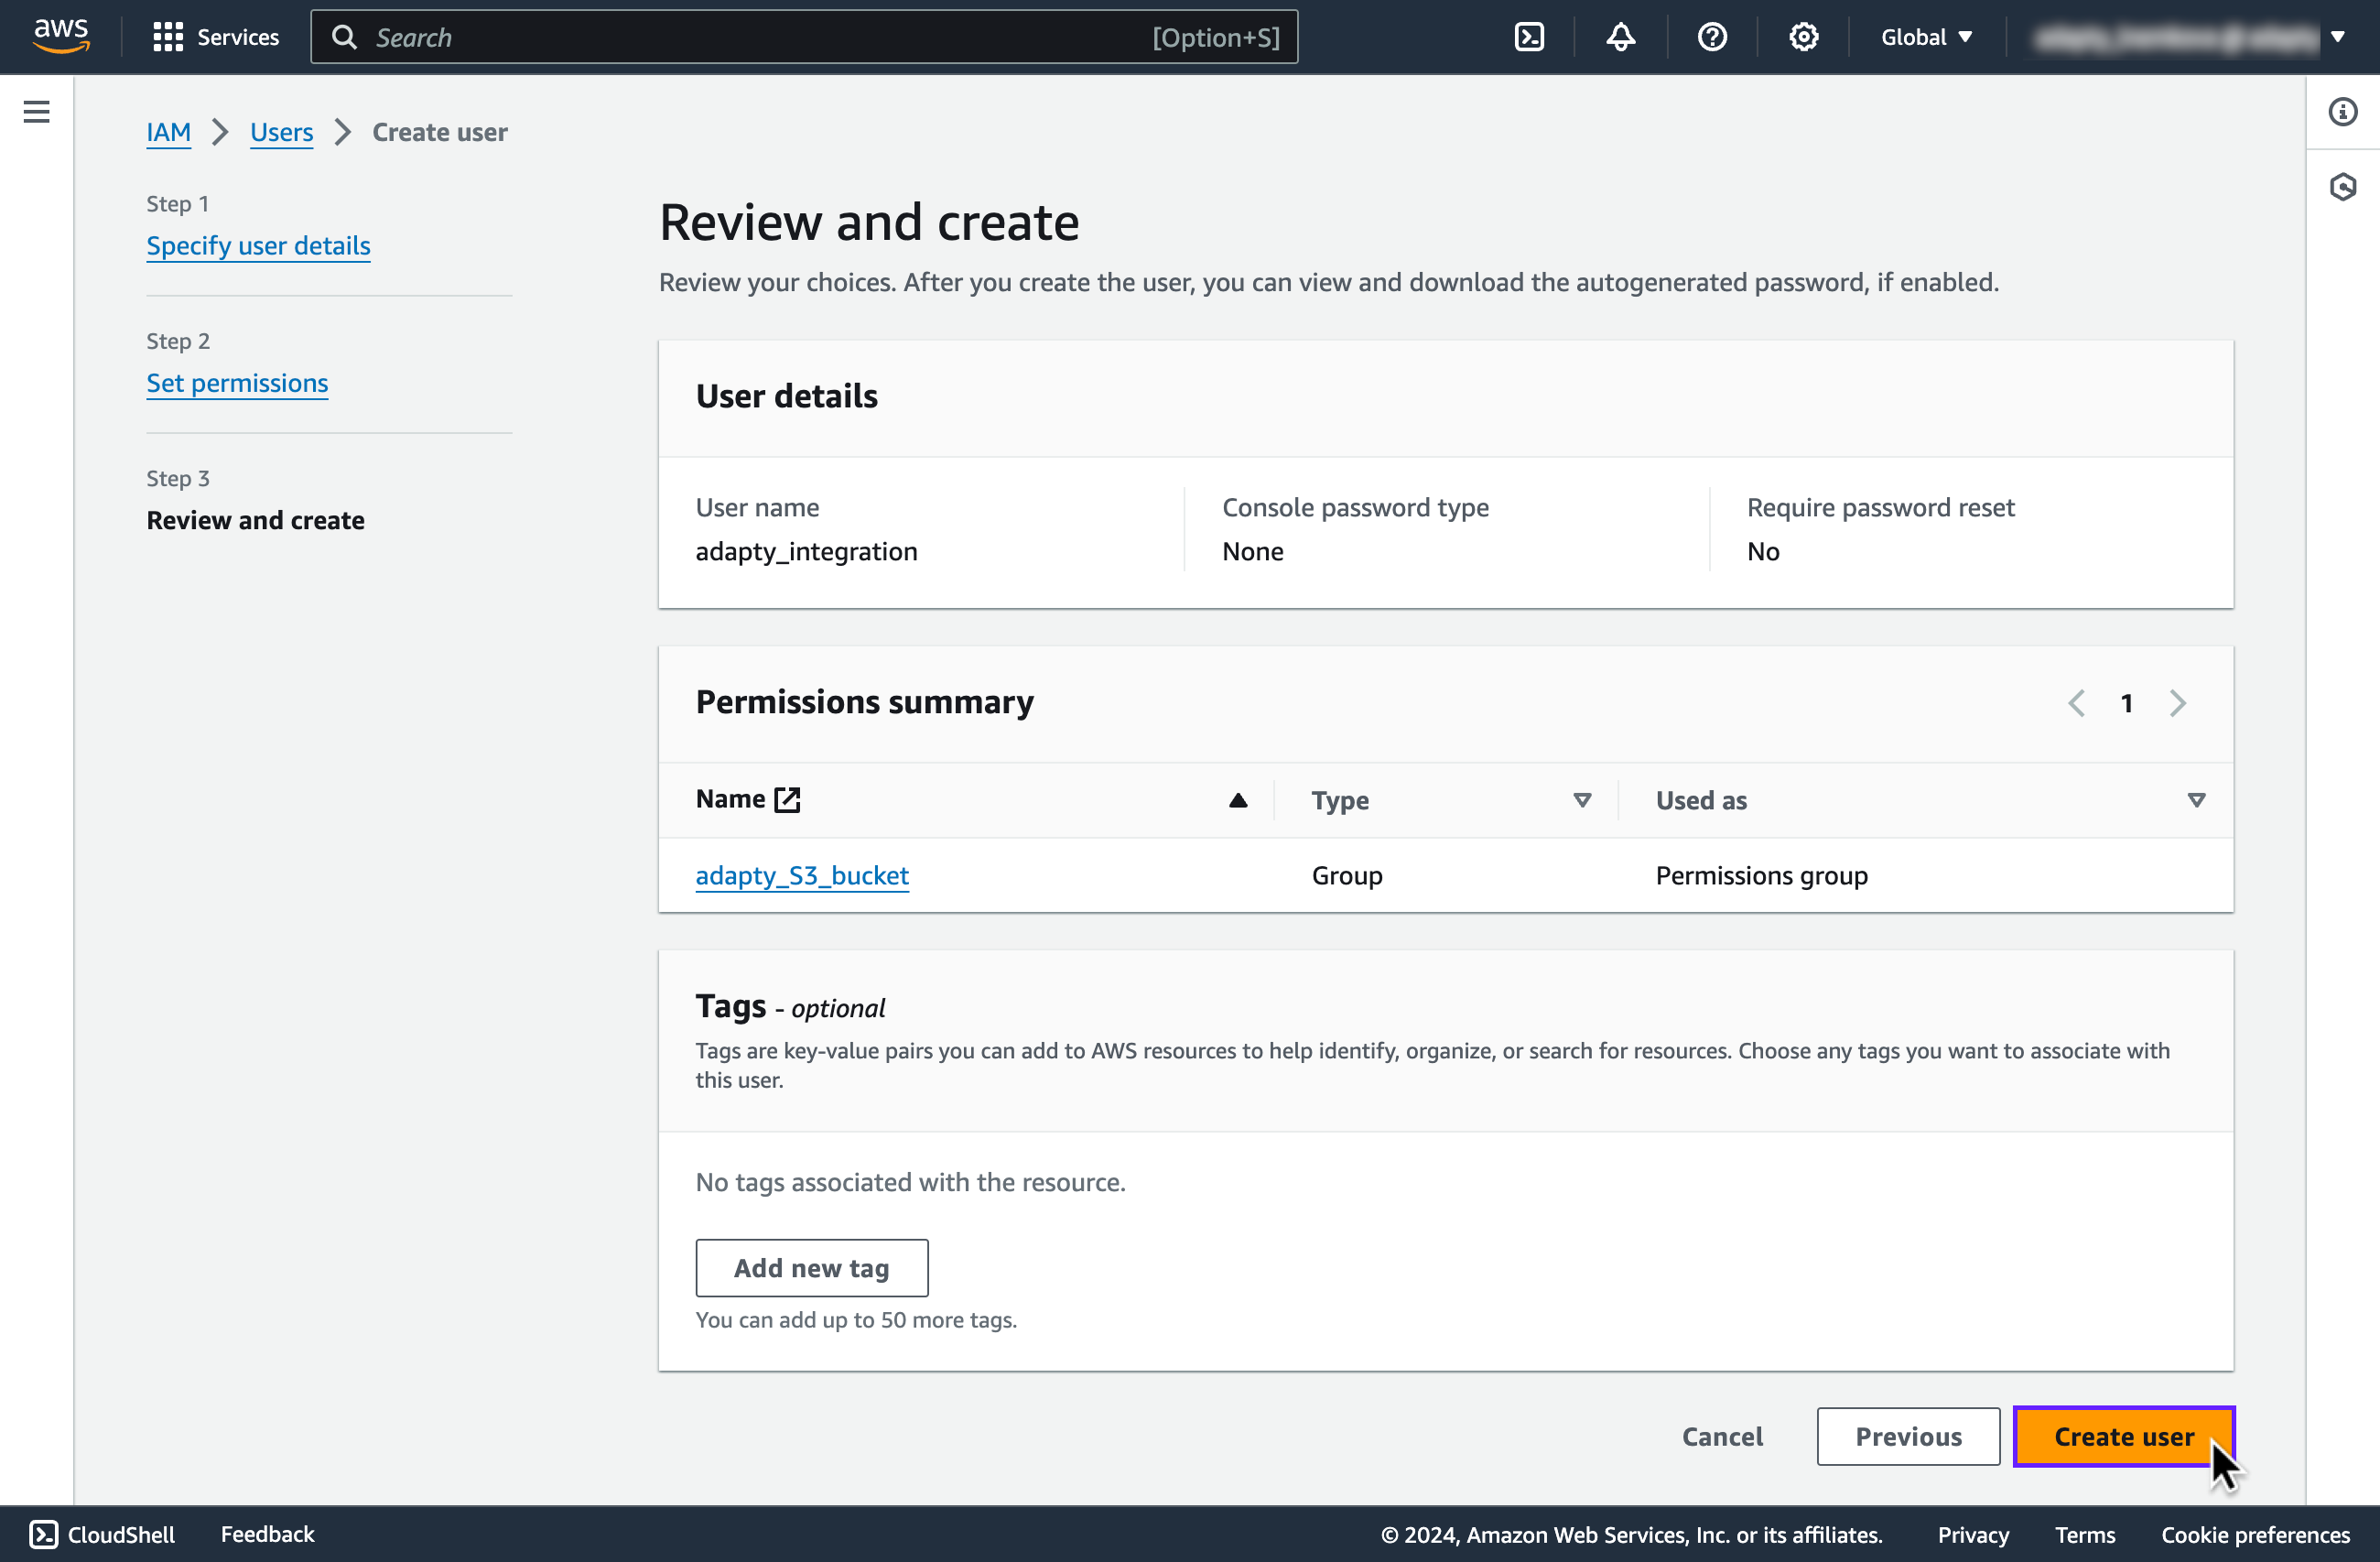 aws
Services
Search
[Option+S]
Global
IAM
Users
Create user
Step 1
Specify user details
Step 2
Set permissions
Step 3
Review and create
Review and create
Review your choices. After you create the user, you can view and download the autogenerated password, if enabled.
User details
User name
adapty_integration
Console password type
None
Require password reset
No
Permissions summary
1
Name
Type
Used as
adapty_S3_bucket
Group
Permissions group
Tags - optional
Tags are key-value pairs you can add to AWS resources to help identify, organize, or search for resources. Choose any tags you want to associate with
this user.
No tags associated with the resource.
Add new tag
You can add up to 50 more tags.
Cancel
Previous
Create user
CloudShell
Feedback
© 2024, Amazon Web Services, Inc. or its affiliates.
Privacy
Terms
Cookie preferences